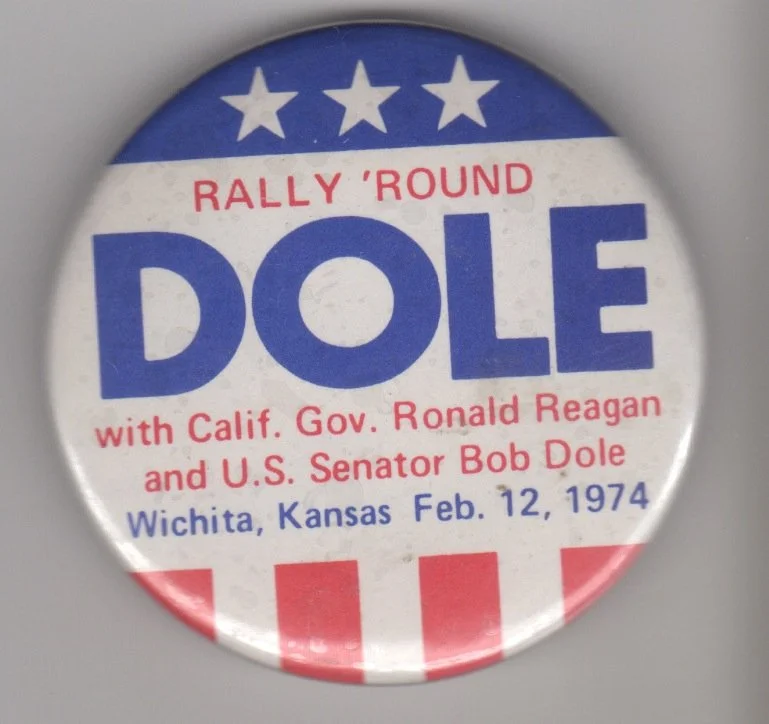 RALLY 'ROUND
DOLE
with Calif. Gov. Ronald Reagan
and U.S. Senator Bob Dole
Wichita, Kansas Feb. 12, 1974